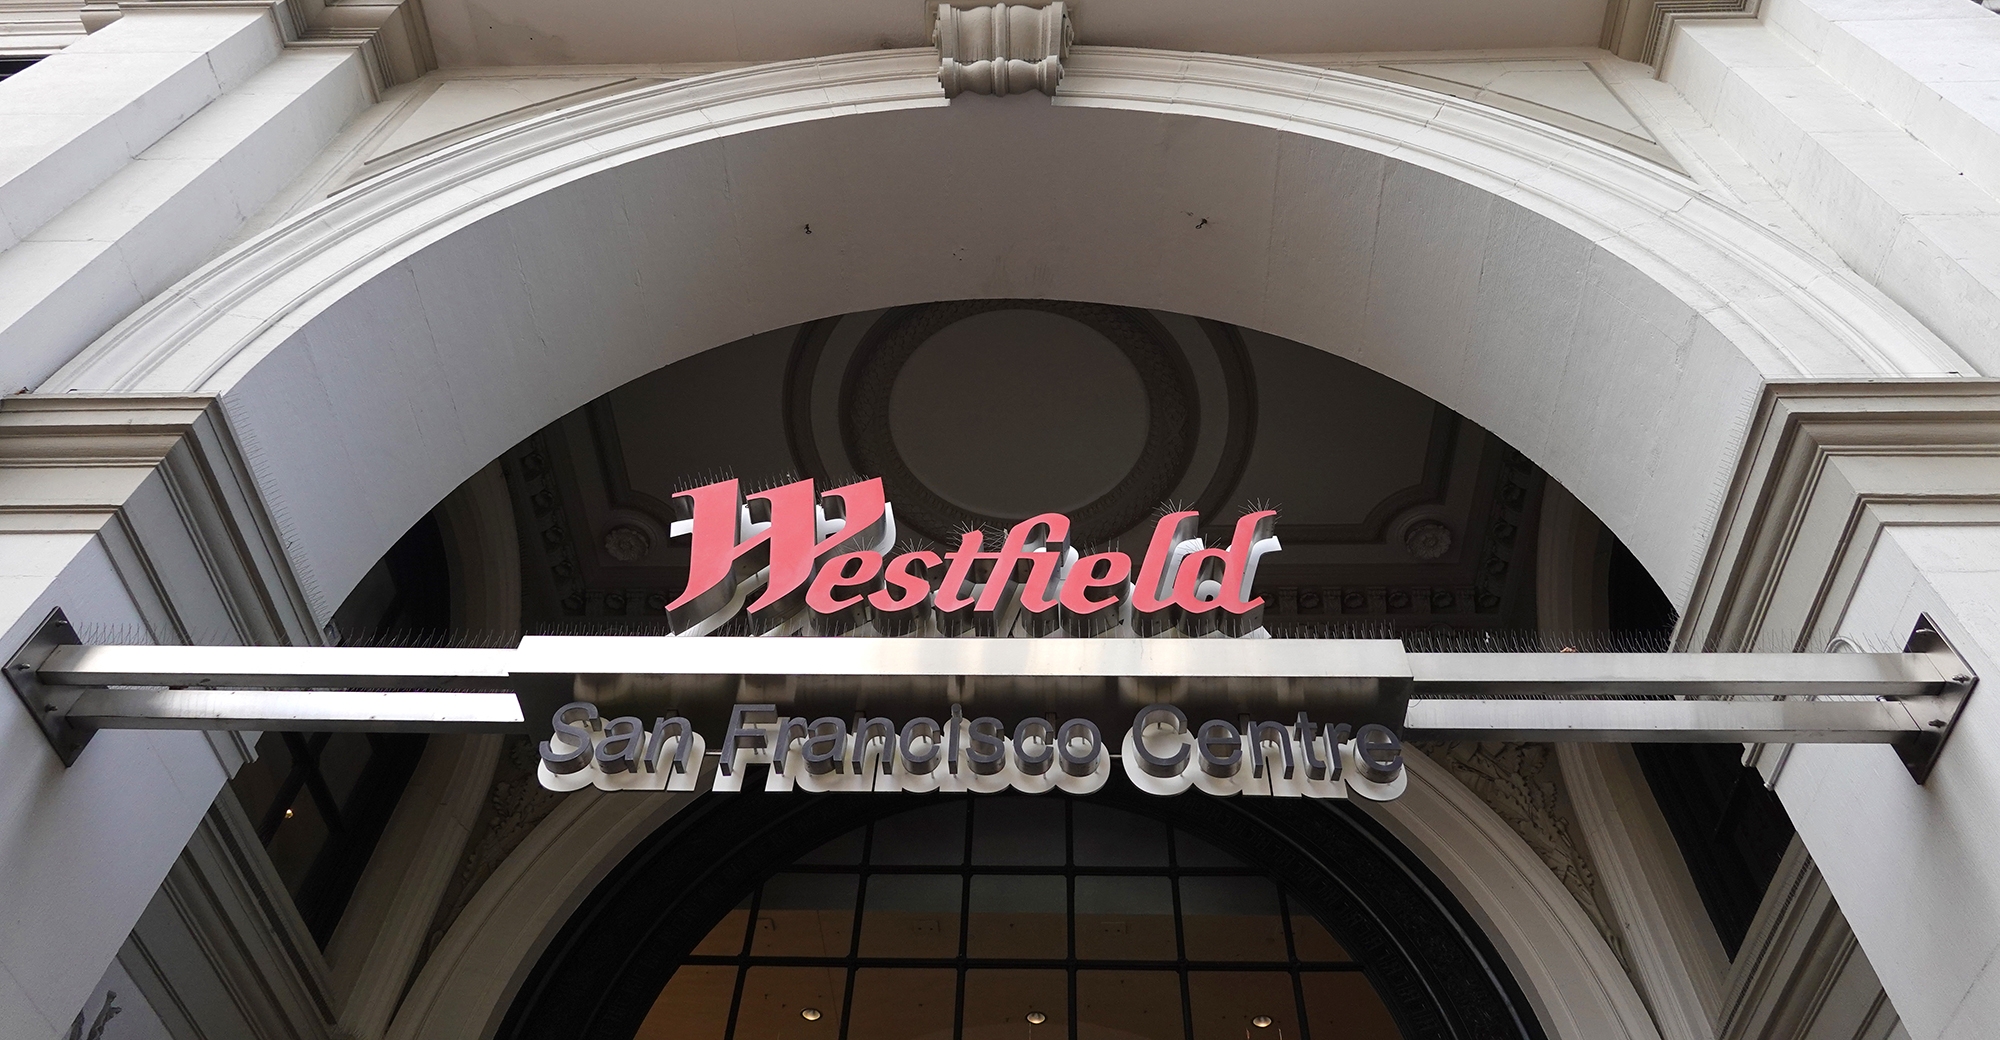 Westfield
San Francisco Centre